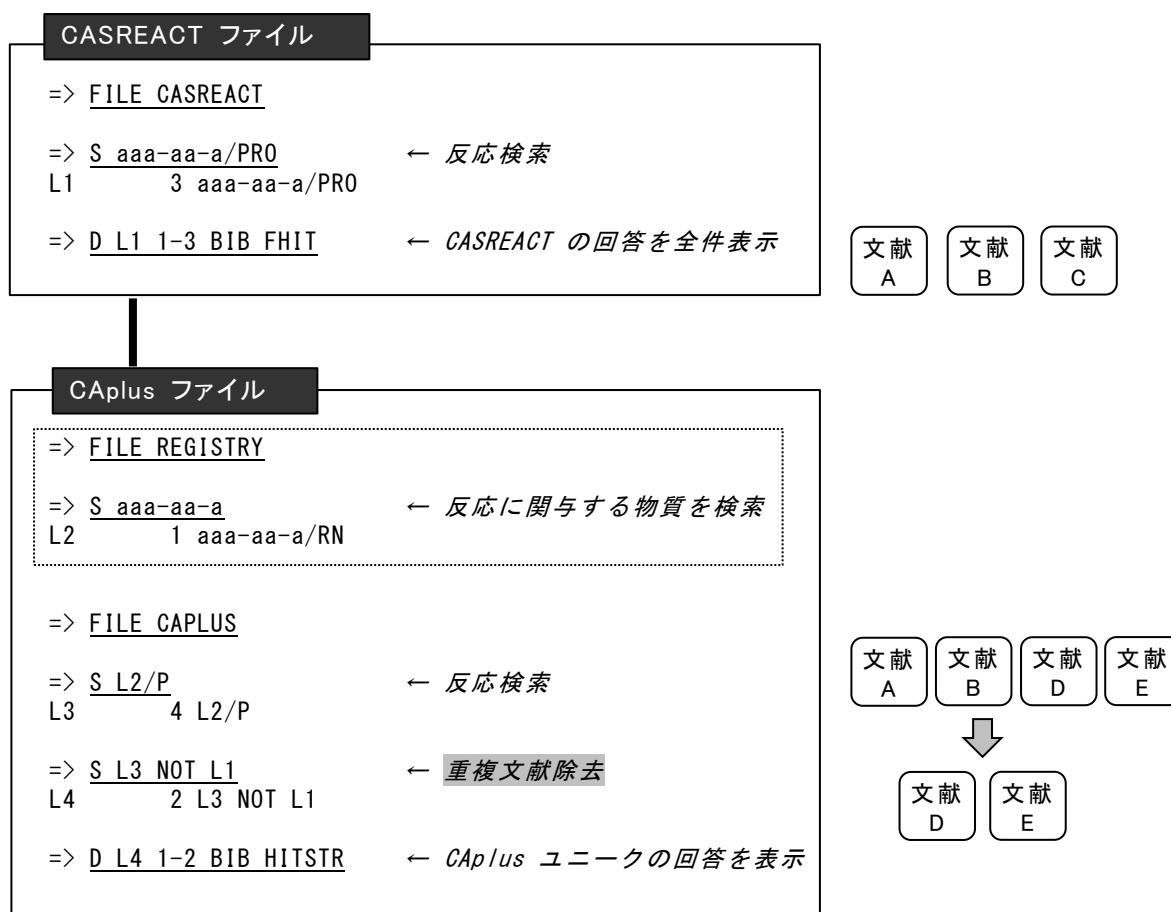 CASREACT ファイル
=> FILE CASREACT
=> S aaa-aa-a/PRO ← 反応検索
L1 3 aaa-aa-a/PRO
=> D L1 1-3 BIB FHIT ← CASREACT の回答を全件表示
文献 A
文献 B
文献 C
CAplus ファイル
=> FILE REGISTRY
=> S aaa-aa-a ← 反応に関与する物質を検索
L2 1 aaa-aa-a/RN
=> FILE CAPLUS
=> S L2/P ← 反応検索
L3 4 L2/P
文献 A
文献 B
文献 D
文献 E
=> S L3 NOT L1 ← 重複文献除去
L4 2 L3 NOT L1
文献 D
文献 E
=> D L4 1-2 BIB HITSTR ← CAplus ユニークの回答を表示